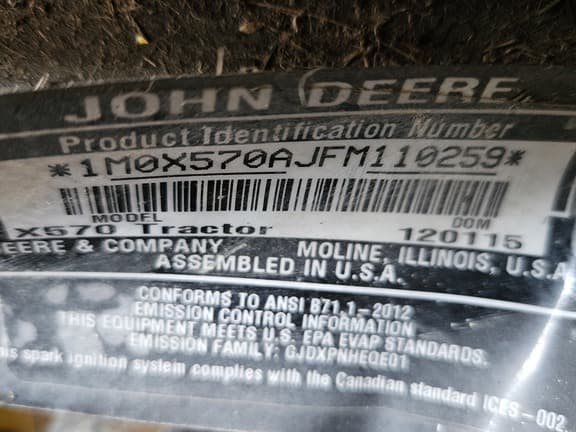 JOHN DEERE
Product Identification Number
*1M0X570AJFM110259*
MODEL DOM
X570 Tractor 120115
DEERE & COMPANY MOLINE, ILLINOIS, U.S.A.
ASSEMBLED IN U.S.A.
CONFORMS TO ANSI B71.1-2012
EMISSION CONTROL INFORMATION
THIS EQUIPMENT MEETS U.S. EPA EVAP STANDARDS.
EMISSION FAMILY: GJDXPNHEQE01
This spark ignition system complies with the Canadian standard ICES-002